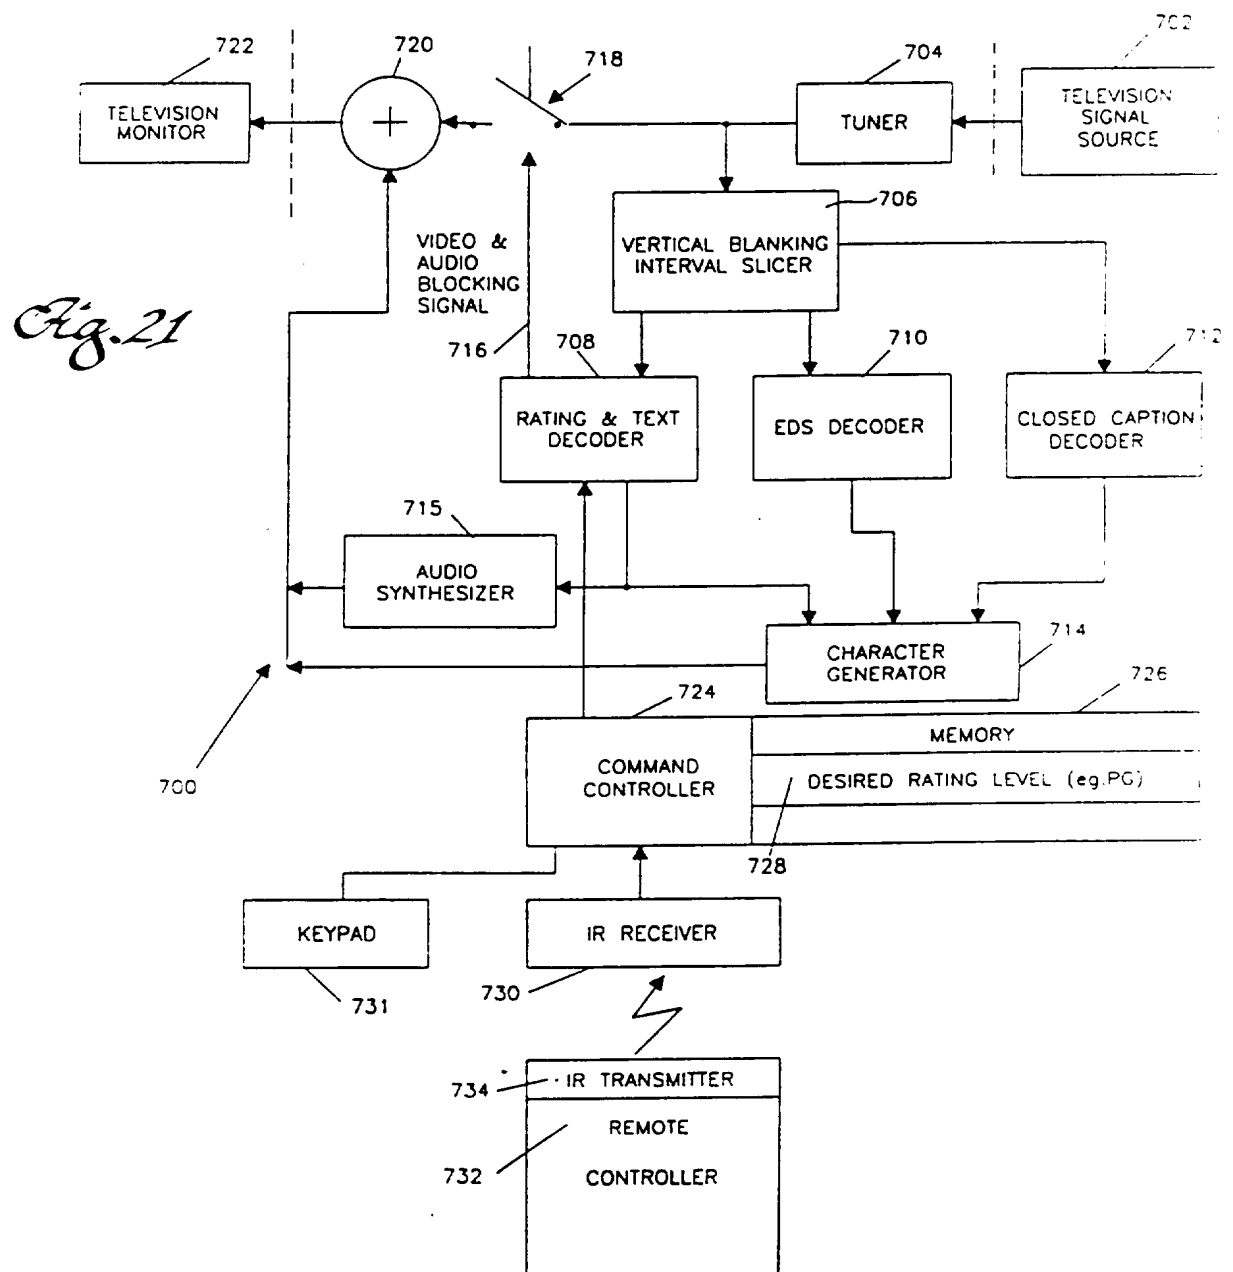 722
720
718
704
702
TELEVISION
MONITOR
+
TUNER
TELEVISION
SIGNAL
SOURCE
706
VIDEO &
AUDIO
BLOCKING
SIGNAL
VERTICAL BLANKING
INTERVAL SLICER
Fig. 21
716
708
710
712
RATING & TEXT
DECODER
EDS DECODER
CLOSED CAPTION
DECODER
715
AUDIO
SYNTHESIZER
CHARACTER
GENERATOR
714
724
726
700
COMMAND
CONTROLLER
MEMORY
DESIRED RATING LEVEL (eg.PG)
728
KEYPAD
IR RECEIVER
731
730
734
IR TRANSMITTER
REMOTE
732
CONTROLLER